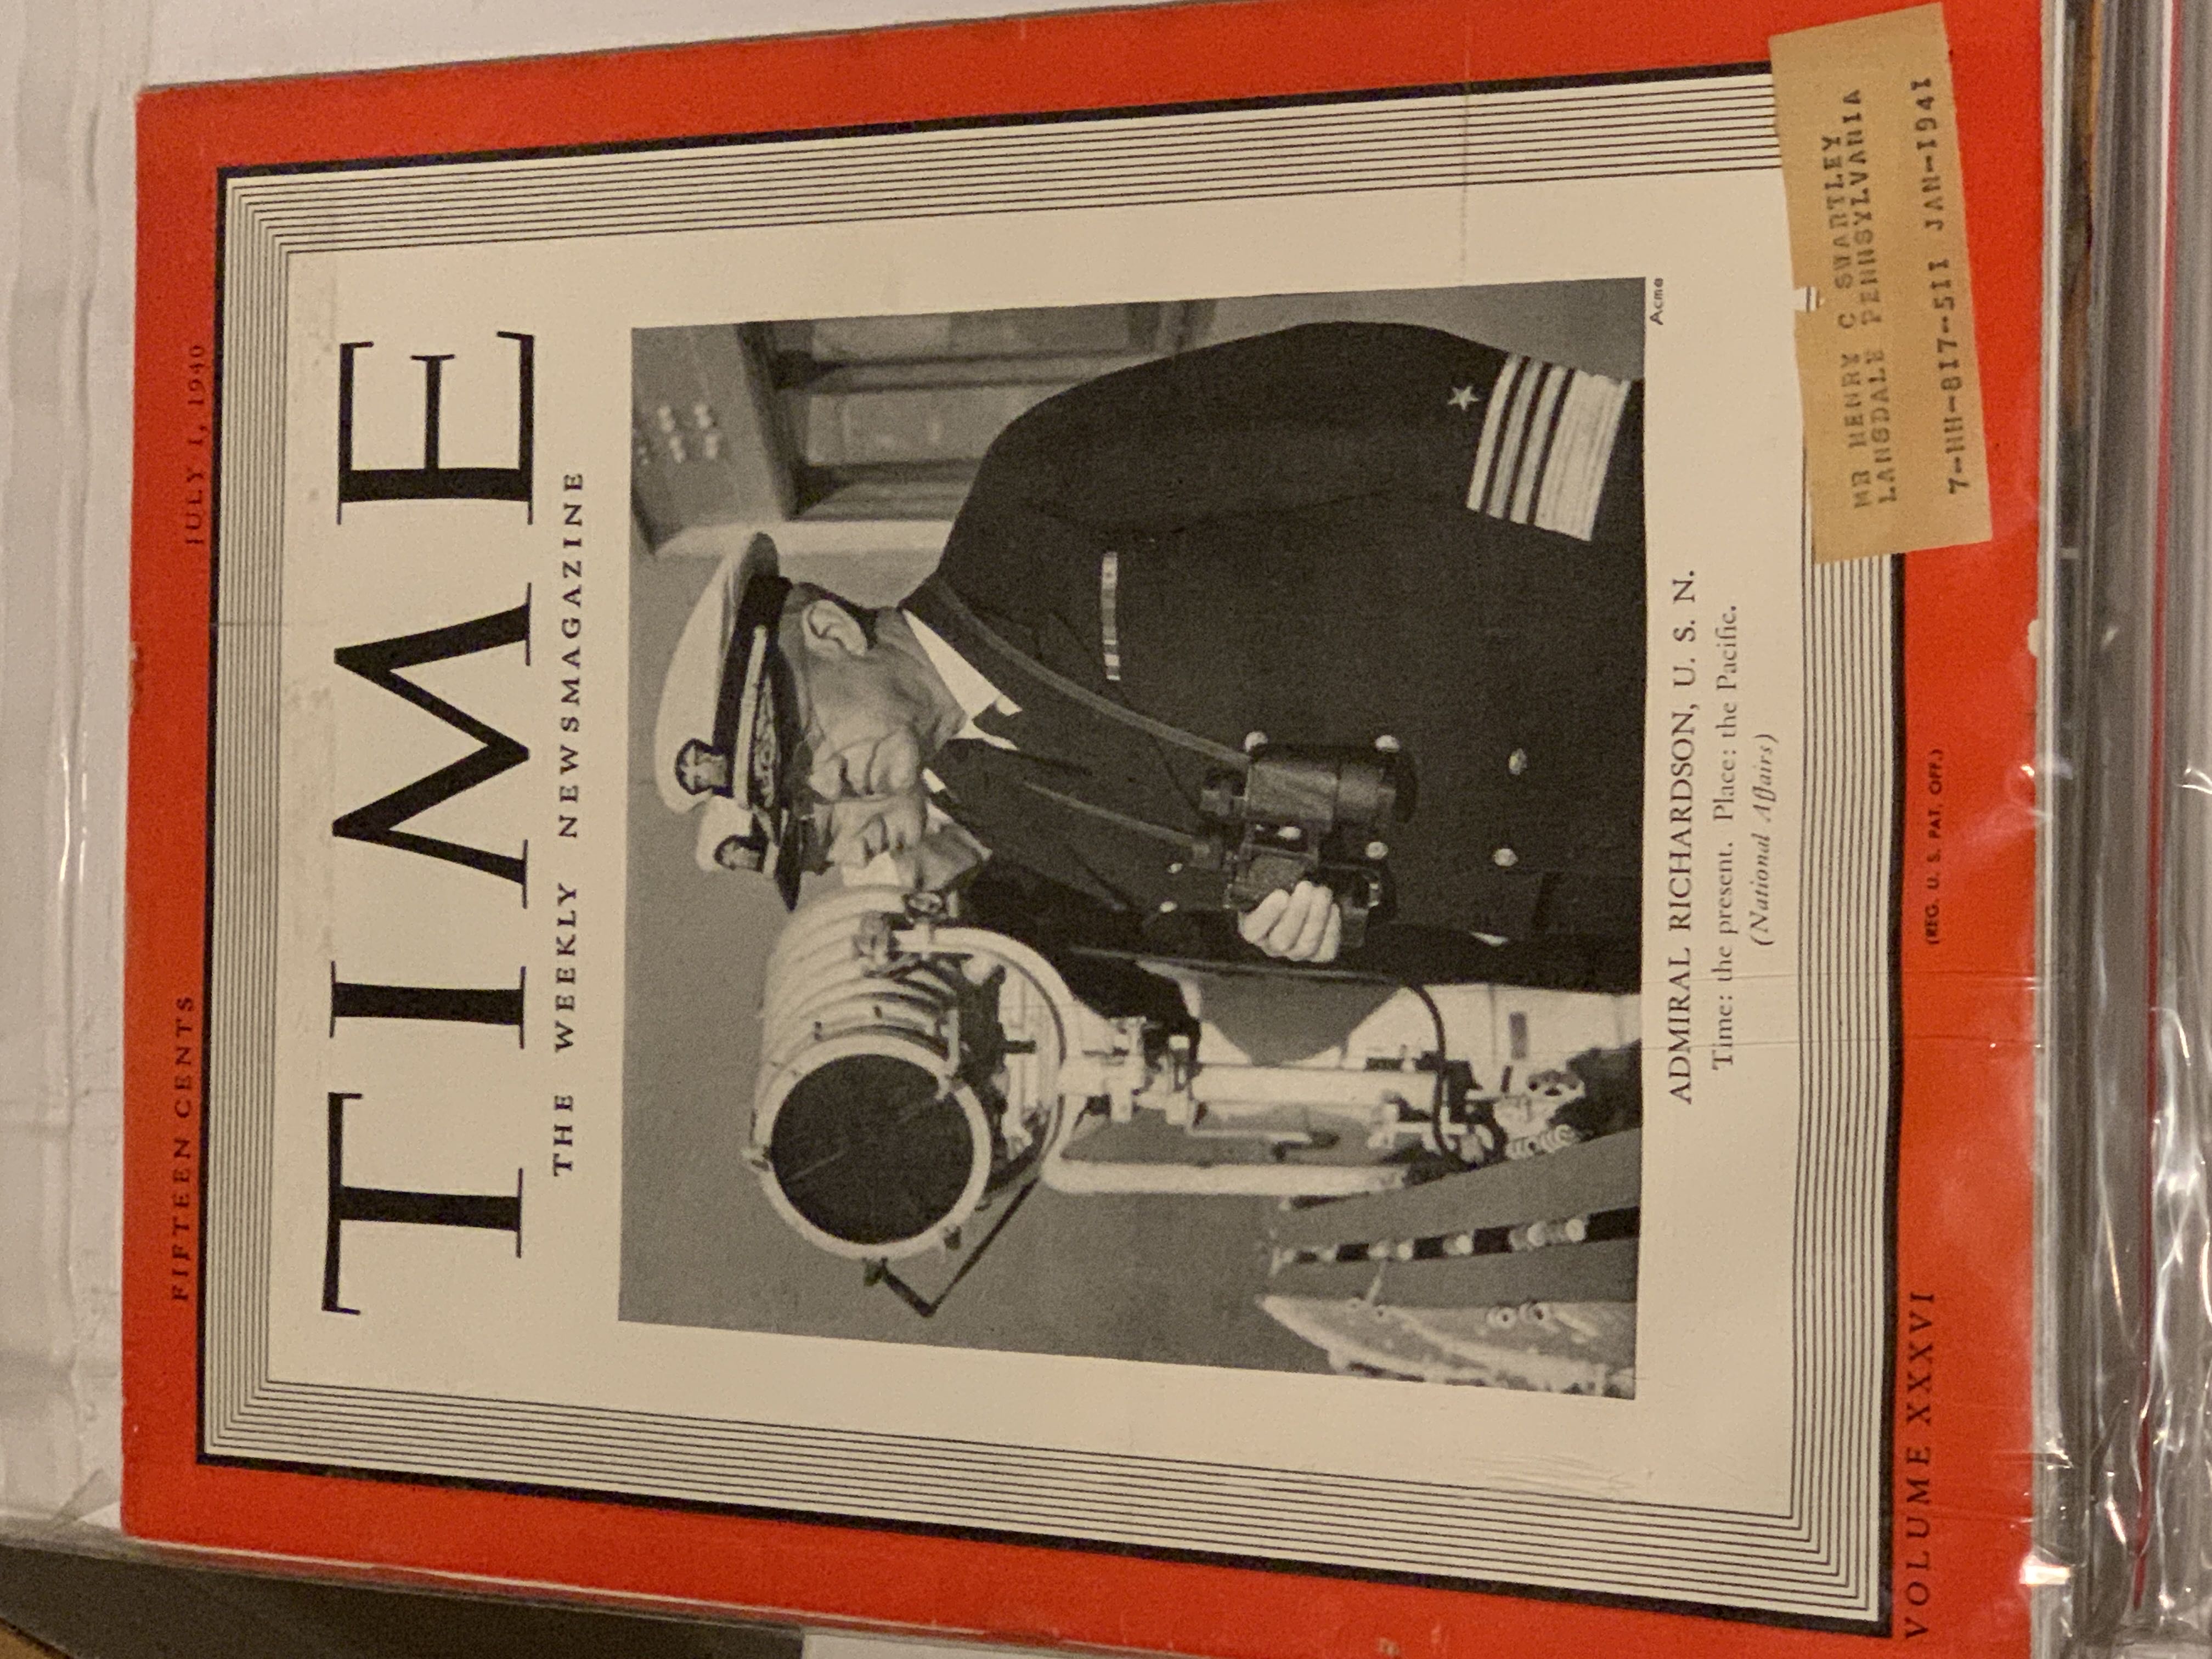 FIFTEEN CENTS
JULY 1, 1940
TIME
THE WEEKLY NEWSMAGAZINE
Acme
ADMIRAL RICHARDSON, U. S. N.
Time: the present. Place: the Pacific.
(National Affairs)
MR HENRY C SWARTLEY
LANSDALE PENNSYLVANIA
7-HH-817-511 JAN-1941
VOLUME XXXVI
(REG. U. S. PAT. OFF.)